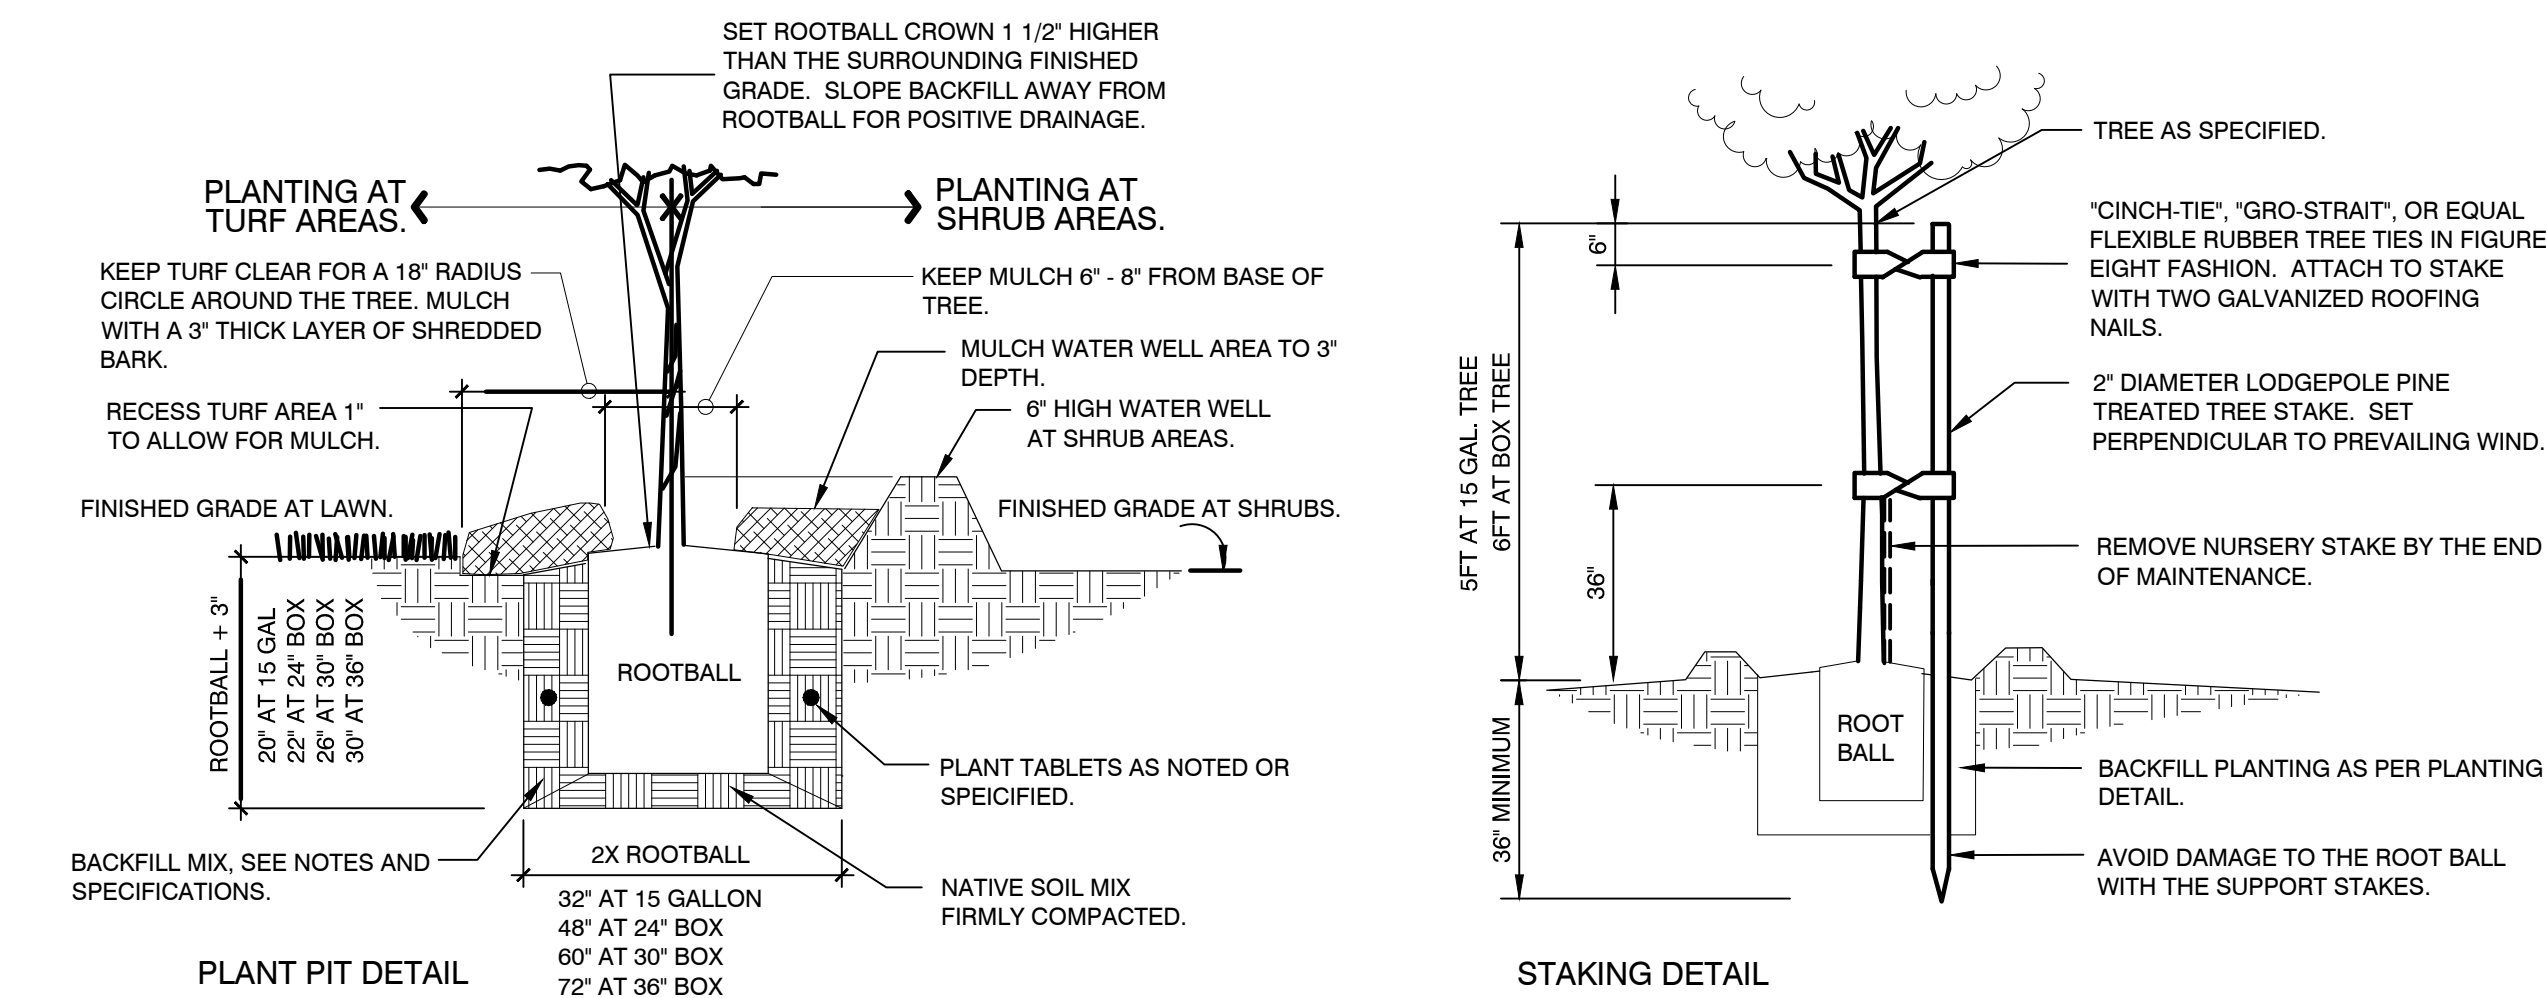 SET ROOTBALL CROWN 1 1/2" HIGHER
THAN THE SURROUNDING FINISHED
GRADE. SLOPE BACKFILL AWAY FROM
ROOTBALL FOR POSITIVE DRAINAGE.
PLANTING AT
TURF AREAS.
PLANTING AT
SHRUB AREAS.
KEEP TURF CLEAR FOR A 18" RADIUS
CIRCLE AROUND THE TREE. MULCH
WITH A 3" THICK LAYER OF SHREDDED
BARK.
KEEP MULCH 6" - 8" FROM BASE OF
TREE.
MULCH WATER WELL AREA TO 3"
DEPTH.
RECESS TURF AREA 1"
TO ALLOW FOR MULCH.
6" HIGH WATER WELL
AT SHRUB AREAS.
FINISHED GRADE AT LAWN.
FINISHED GRADE AT SHRUBS.
ROOTBALL + 3"
20" AT 15 GAL
22" AT 24" BOX
26" AT 30" BOX
30" AT 36" BOX
ROOTBALL
PLANT TABLETS AS NOTED OR
SPEICIFIED.
BACKFILL MIX, SEE NOTES AND
SPECIFICATIONS.
2X ROOTBALL
32" AT 15 GALLON
48" AT 24" BOX
60" AT 30" BOX
72" AT 36" BOX
NATIVE SOIL MIX
FIRMLY COMPACTED.
PLANT PIT DETAIL
TREE AS SPECIFIED.
6"
"CINCH-TIE", "GRO-STRAIT", OR EQUAL
FLEXIBLE RUBBER TREE TIES IN FIGURE
EIGHT FASHION. ATTACH TO STAKE
WITH TWO GALVANIZED ROOFING
NAILS.
5FT AT 15 GAL. TREE
6FT AT BOX TREE
2" DIAMETER LODGEPOLE PINE
TREATED TREE STAKE. SET
PERPENDICULAR TO PREVAILING WIND.
36"
REMOVE NURSERY STAKE BY THE END
OF MAINTENANCE.
ROOT
BALL
36" MINIMUM
BACKFILL PLANTING AS PER PLANTING
DETAIL.
AVOID DAMAGE TO THE ROOT BALL
WITH THE SUPPORT STAKES.
STAKING DETAIL